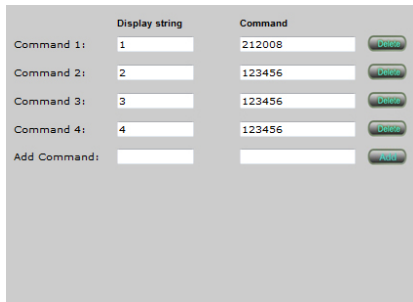 Display string Command
Command 1: 1 212008 Delete
Command 2: 2 123456 Delete
Command 3: 3 123456 Delete
Command 4: 4 123456 Delete
Add Command: Add